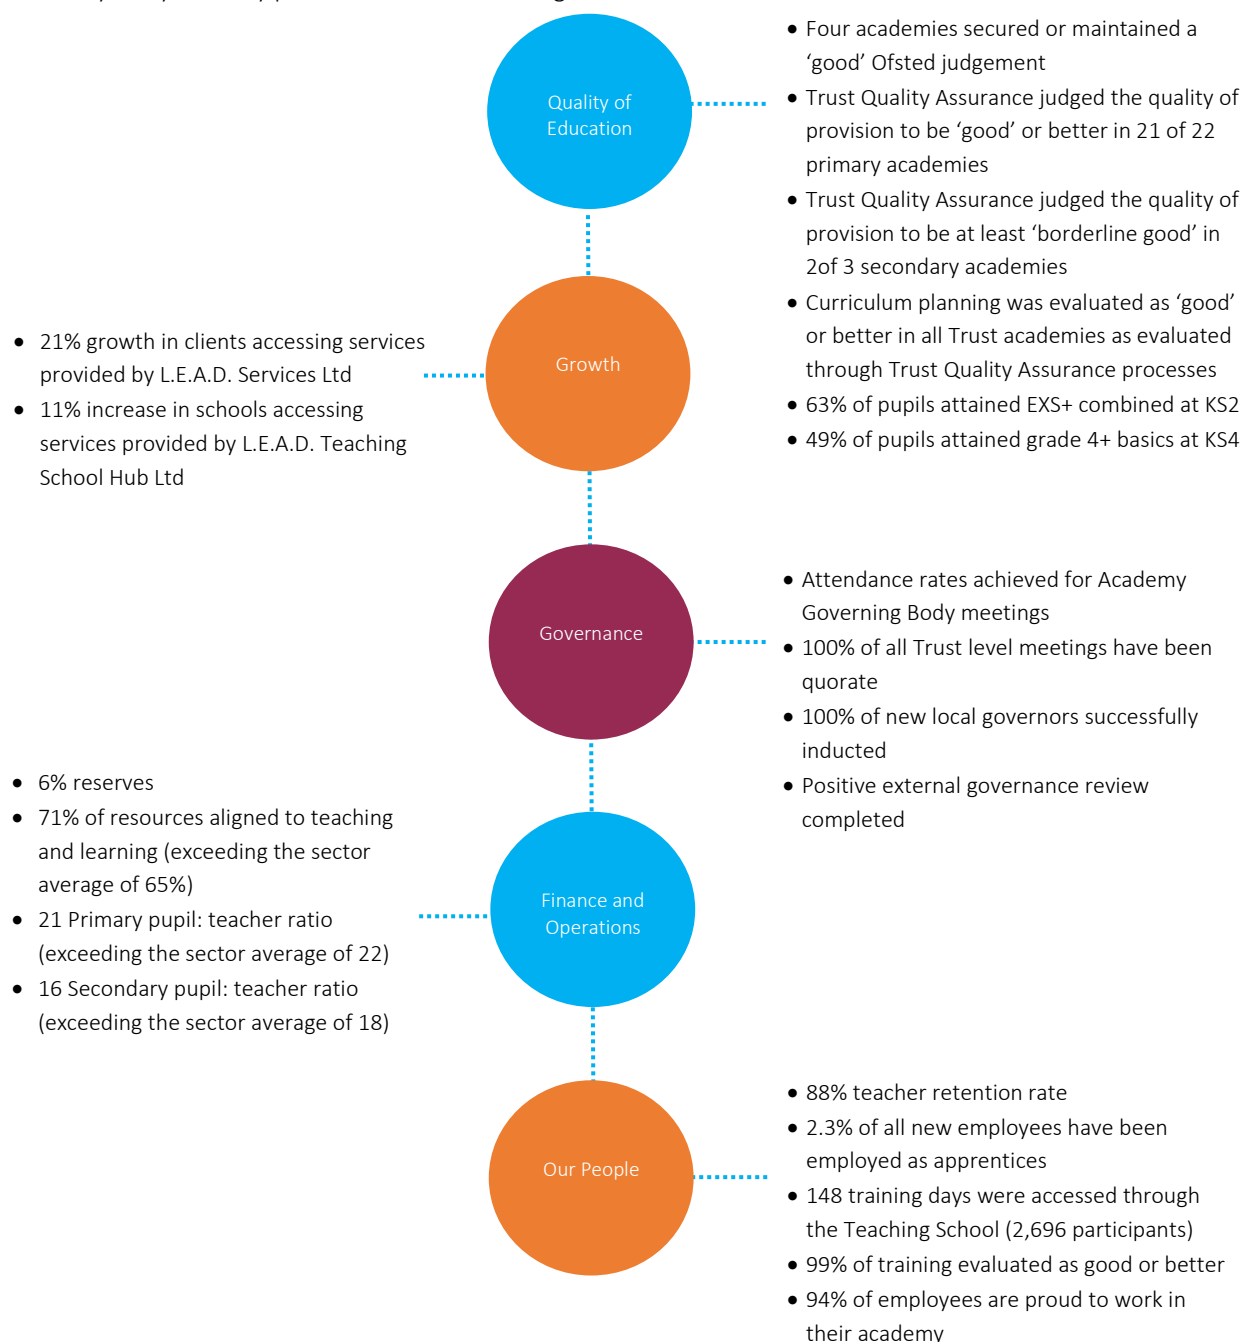 Quality of
Education
• Four academies secured or maintained a
‘good’ Ofsted judgement
• Trust Quality Assurance judged the quality of
provision to be ‘good’ or better in 21 of 22
primary academies
• Trust Quality Assurance judged the quality of
provision to be at least ‘borderline good’ in
2of 3 secondary academies
• Curriculum planning was evaluated as ‘good’
or better in all Trust academies as evaluated
through Trust Quality Assurance processes
• 63% of pupils attained EXS+ combined at KS2
• 49% of pupils attained grade 4+ basics at KS4
Growth
• 21% growth in clients accessing services
provided by L.E.A.D. Services Ltd
• 11% increase in schools accessing
services provided by L.E.A.D. Teaching
School Hub Ltd
Governance
• Attendance rates achieved for Academy
Governing Body meetings
• 100% of all Trust level meetings have been
quorate
• 100% of new local governors successfully
inducted
• Positive external governance review
completed
Finance and
Operations
• 6% reserves
• 71% of resources aligned to teaching
and learning (exceeding the sector
average of 65%)
• 21 Primary pupil: teacher ratio
(exceeding the sector average of 22)
• 16 Secondary pupil: teacher ratio
(exceeding the sector average of 18)
Our People
• 88% teacher retention rate
• 2.3% of all new employees have been
employed as apprentices
• 148 training days were accessed through
the Teaching School (2,696 participants)
• 99% of training evaluated as good or better
• 94% of employees are proud to work in
their academy